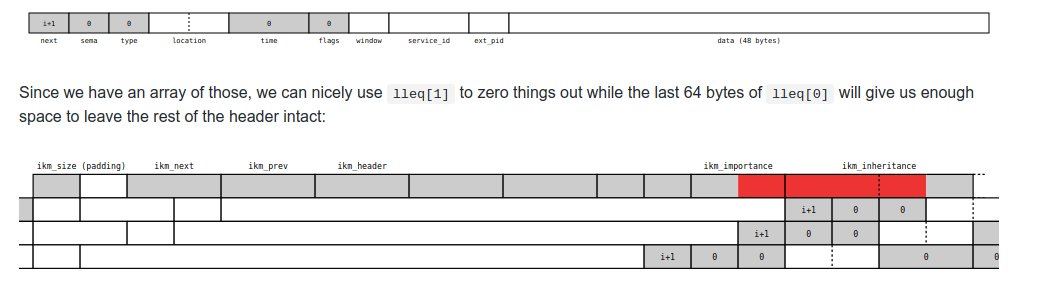 i+1 0 0 0 0
next sema type location time flags window service_id ext_pid data (48 bytes)
Since we have an array of those, we can nicely use lleq[1] to zero things out while the last 64 bytes of lleq[0] will give us enough
space to leave the rest of the header intact:
ikm_size (padding) ikm_next ikm_prev ikm_header ikm_importance ikm_inheritance
i+1 0 0
i+1 0 0
i+1 0 0 0 0